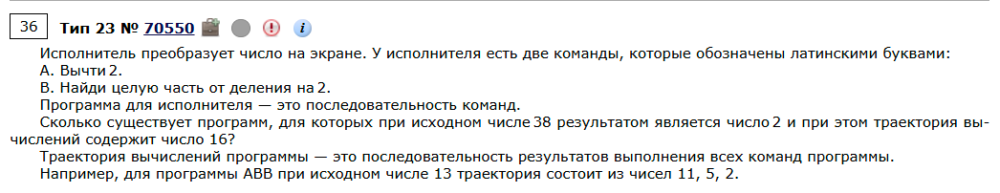 36 Тип 23 № 70550
Исполнитель преобразует число на экране. У исполнителя есть две команды, которые обозначены латинскими буквами:
A. Вычти 2.
B. Найди целую часть от деления на 2.
Программа для исполнителя — это последовательность команд.
Сколько существует программ, для которых при исходном числе 38 результатом является число 2 и при этом траектория вы-
числений содержит число 16?
Траектория вычислений программы — это последовательность результатов выполнения всех команд программы.
Например, для программы ABB при исходном числе 13 траектория состоит из чисел 11, 5, 2.